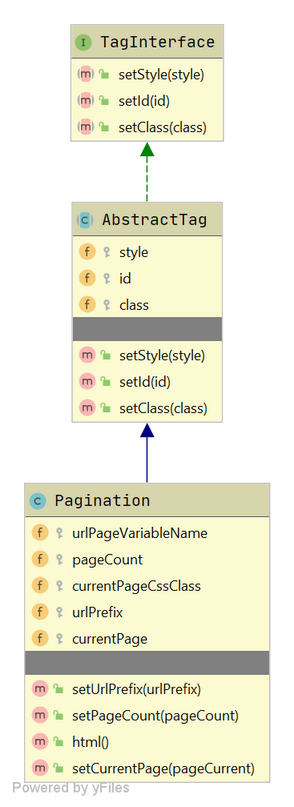 TagInterface
setStyle(style)
setId(id)
setClass(class)
AbstractTag
style
id
class
setStyle(style)
setId(id)
setClass(class)
Pagination
urlPageVariableName
pageCount
currentPageCssClass
urlPrefix
currentPage
setUrlPrefix(urlPrefix)
setPageCount(pageCount)
html()
setCurrentPage(pageCurrent)
Powered by yFiles